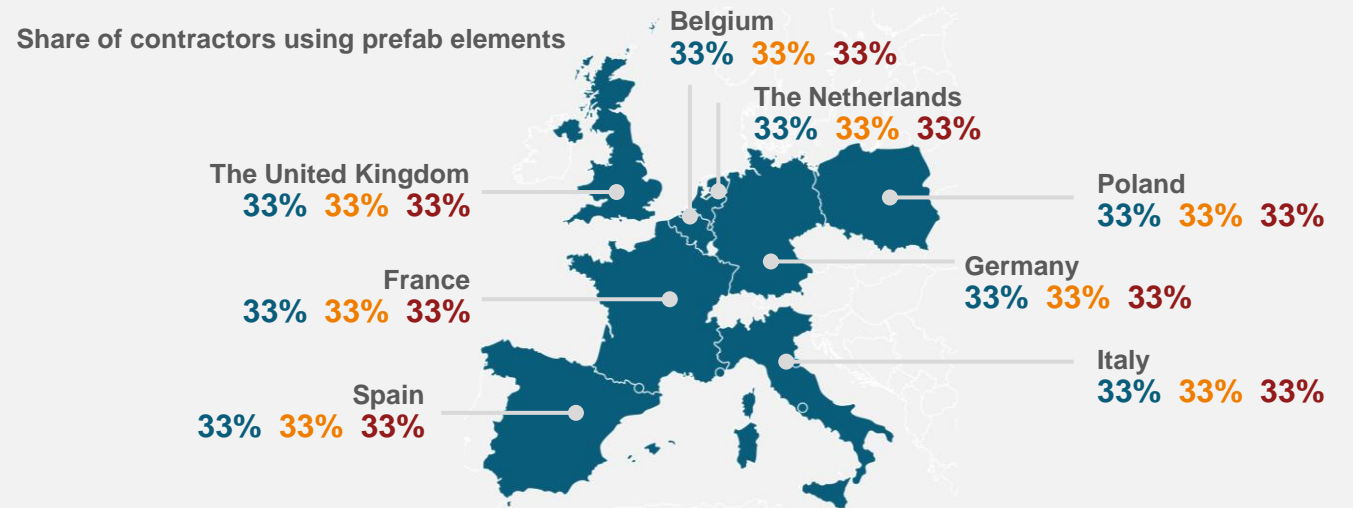 Share of contractors using prefab elements
Belgium
33% 33% 33%
The Netherlands
33% 33% 33%
The United Kingdom
33% 33% 33%
Poland
33% 33% 33%
France
33% 33% 33%
Germany
33% 33% 33%
Italy
33% 33% 33%
Spain
33% 33% 33%